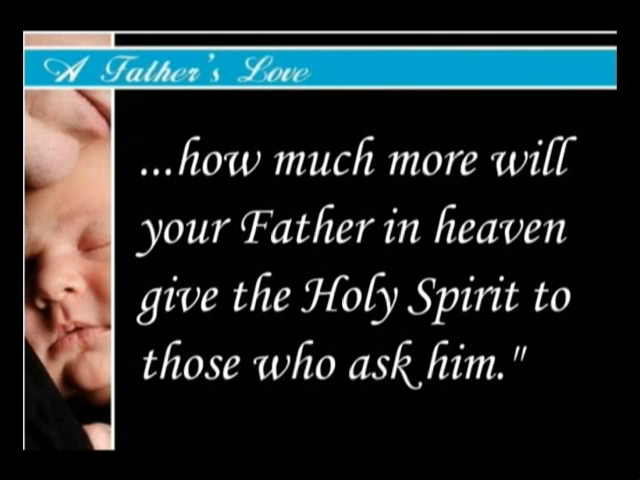 A Father's Love
...how much more will
your Father in heaven
give the Holy Spirit to
those who ask him."